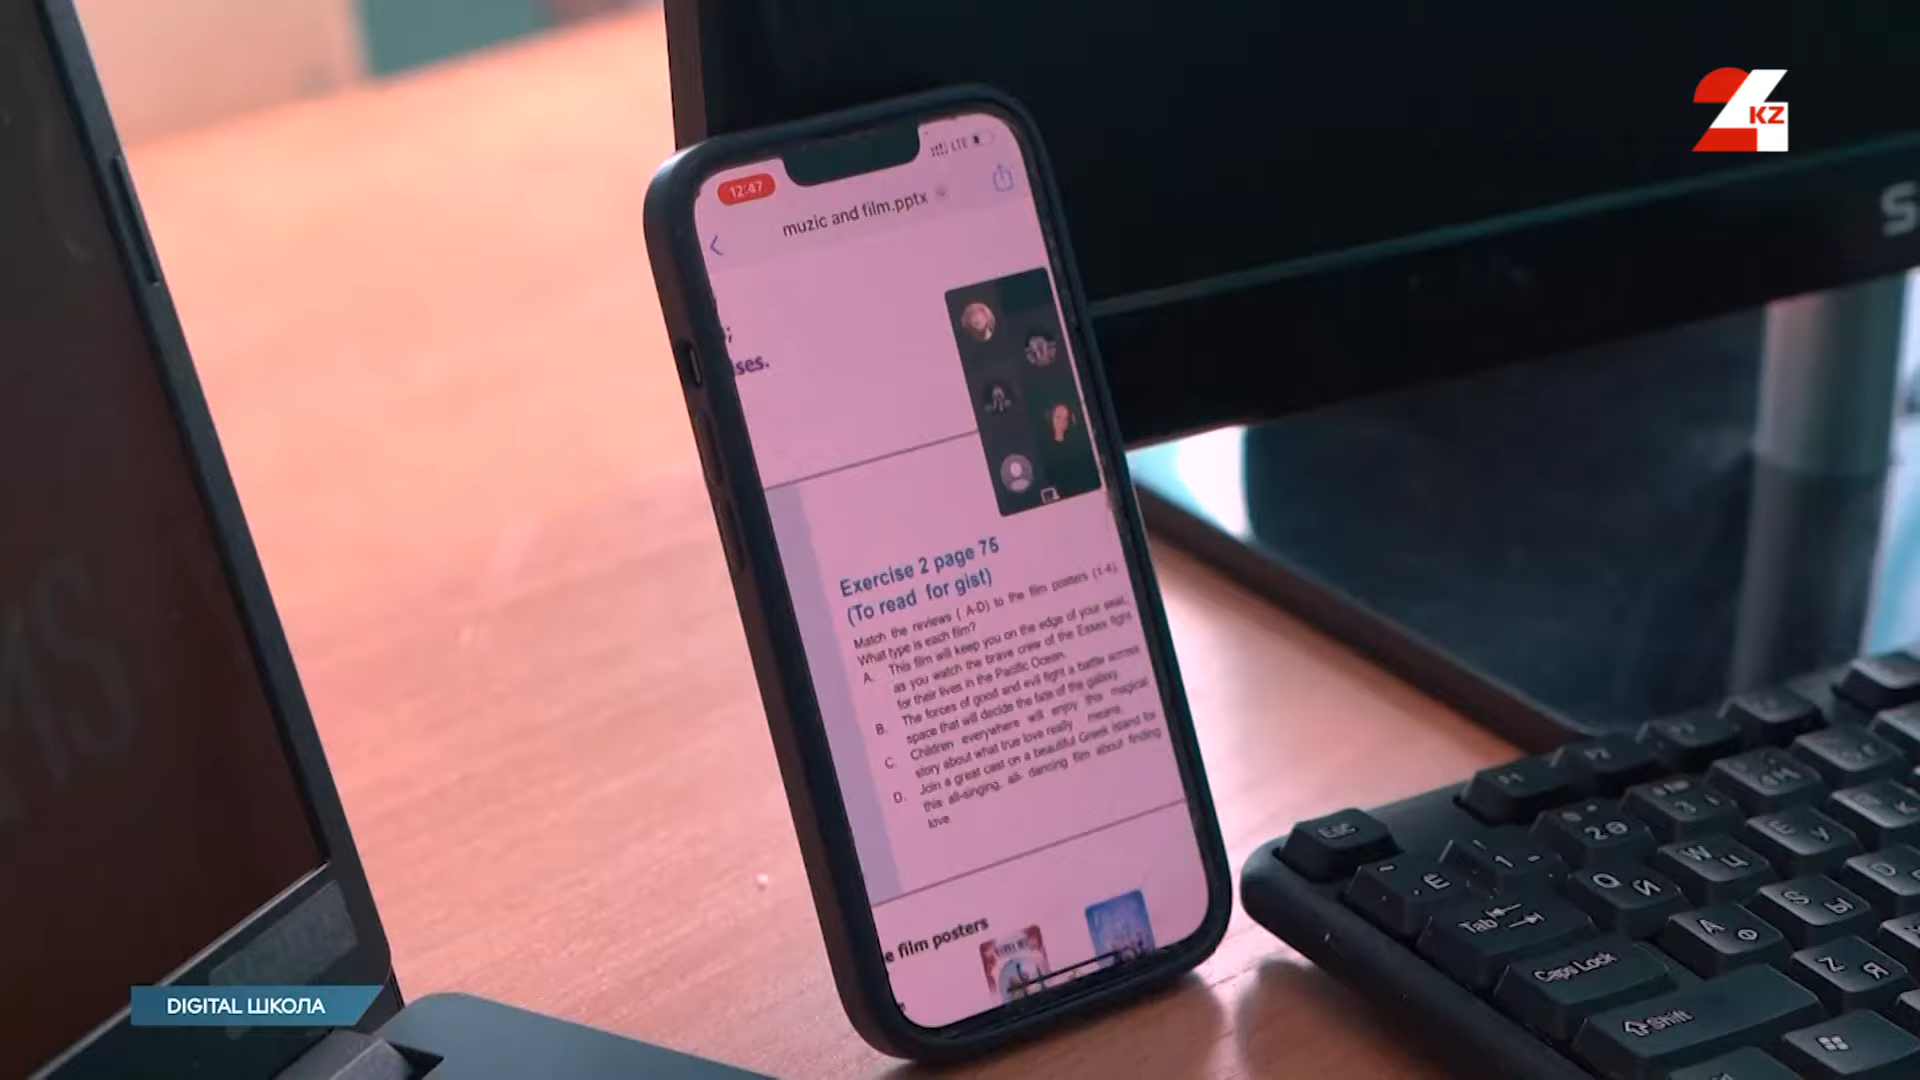 24 KZ
12:47
LTE
muzic and film.pptx
ses.
Exercise 2 page 75
(To read for gist)
Match the reviews ( A-D) to the film posters (1-4).
What type is each film?
A. This film will keep you on the edge of your seat,
as you watch the brave crew of the Essex fight
for their lives in the Pacific Ocean.
B. The forces of good and evil fight a battle across
space that will decide the fate of the galaxy.
C. Children everywhere will enjoy this magical
story about what true love really means.
D. Join a great cast on a beautiful Greek island for
this all-singing, all- dancing film about finding
love.
e film posters
S
Esc
F1 F2
~ Ё
1
2
3
Tab
Q Й
W Ц
Е У
Caps Lock
A Ф
S Ы
Shift
Z Я
DIGITAL ШКОЛА